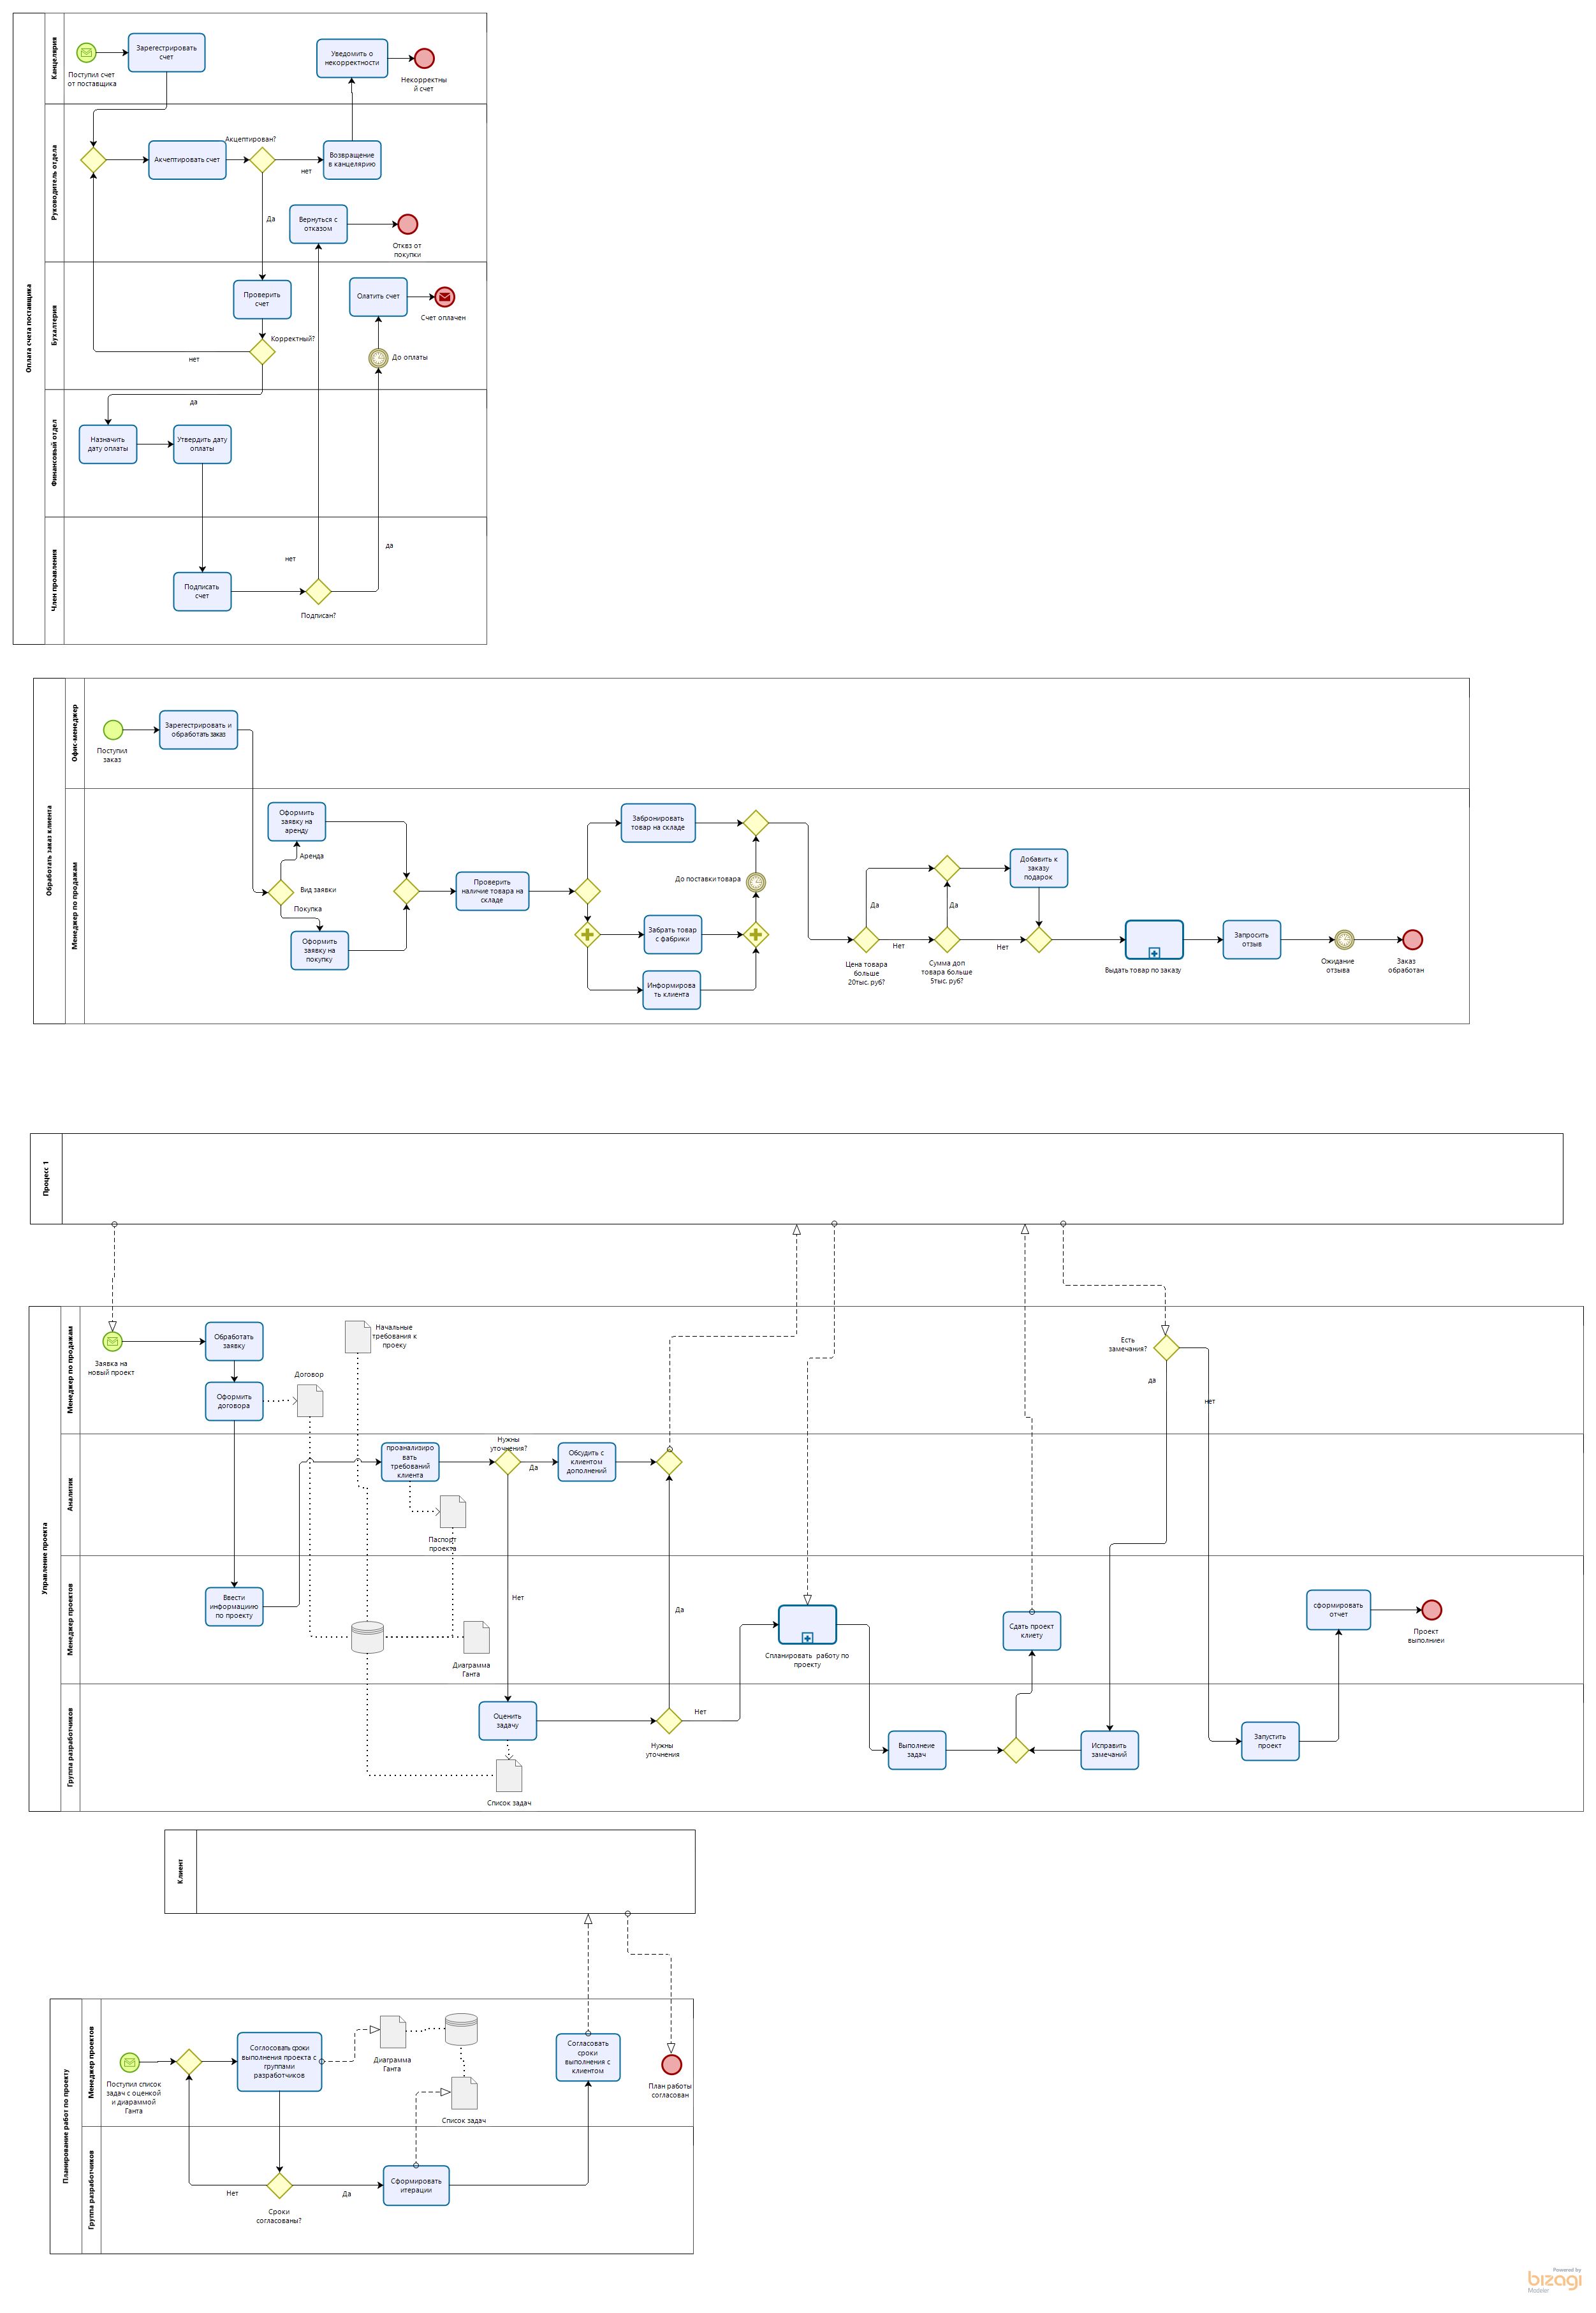 Оплата счета поставщика
Канцелярия
Поступил счет
от поставщика
Зарегестрировать
счет
Уведомить о
некорректности
Некорректны
й счет
Руководитель отдела
Акчептировать счет
Акцептирован?
нет
Возвращение
в канцелярию
Да
Вернуться с
отказом
Откв­з от
покупки
Бухгалтерия
Проверить
счет
Корректный?
нет
Олатить счет
Счет оплачен
До оплаты
да
Финансовый отдел
Назначить
дату оплаты
Утвердить дату
оплаты
Член проавления
Подписать
счет
нет
да
Подписан?
Обработать заказ клиента
Офис-менеджер
Поступил
заказ
Зарегестрировать и
обработать заказ
Менеджер по продажам
Оформить
заявку на
аренду
Аренда
Вид заявки
Покупка
Оформить
заявку на
покупку
Проверить
наличие товара на
складе
Забронировать
товар на складе
До поставки товара
Забрать товар
с фабрики
Информирова
ть клиента
Да
Нет
Цена товара
больше
20тыс. руб?
Да
Нет
Сумма доп
товара больше
5тыс. руб?
Добавить к
заказу
подарок
Выдать товар по заказу
Запросить
отзыв
Ожидание
отзыва
Заказ
обработан
Процесс 1
Управление проекта
Менеджер по продажам
Заявка на
новый проект
Обработать
заявку
Оформить
договора
Договор
Начальные
требования к
проеку
Есть
замечания?
да
нет
Аналитик
проанализиро
вать
требований
клиента
Нужны
уточнения?
Да
Обсудить с
клиентом
дополнений
Паспорт
проекта
Менеджер проектов
Ввести
информациию
по проекту
Диаграмма
Ганта
Нет
Да
Спланировать работу по
проекту
Сдать проект
клиету
сформировать
отчет
Проект
выполниеи
Группа разработчиков
Оценить
задачу
Список задач
Нужны
уточнения
Нет
Выполнеие
задач
Исправить
замечаний
Запустить
проект
Клиент
Планирование работ по проекту
Менеджер проектов
Поступил список
задач с оценкой
и диараммой
Ганта
Согласовать сроки
выполнения проекта с
группами
разработчиков
Диаграмма
Ганта
Список задач
Согласовать
сроки
выполнения с
клиентом
План работы
согласован
Группа разработчиков
Нет
Сроки
согласованы?
Да
Сформировать
итерации
Powered by
bizagi
Modeler